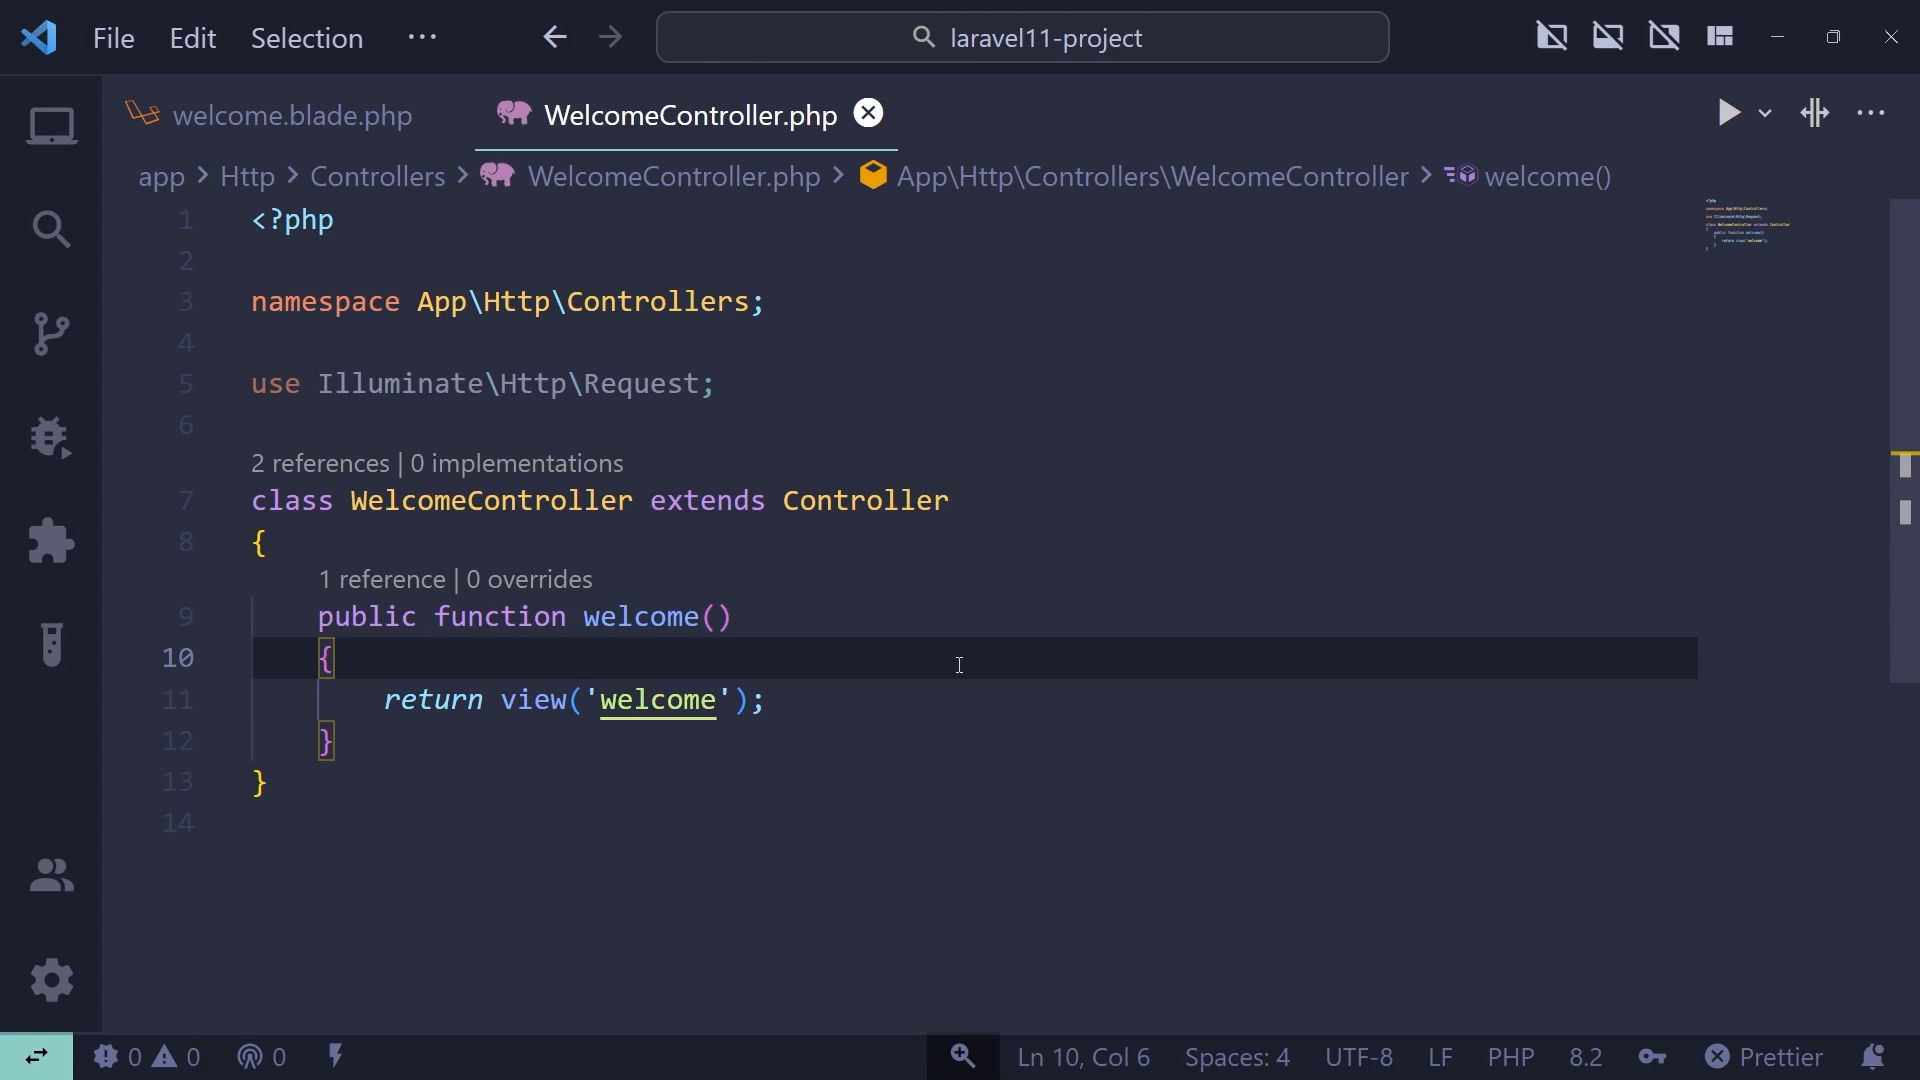 File Edit Selection ··· laravel11-project
welcome.blade.php WelcomeController.php
app > Http > Controllers > WelcomeController.php > App\Http\Controllers\WelcomeController > welcome()
1 <?php
2
3 namespace App\Http\Controllers;
4
5 use Illuminate\Http\Request;
6
2 references | 0 implementations
7 class WelcomeController extends Controller
8 {
1 reference | 0 overrides
9 public function welcome()
10 {
11 return view('welcome');
12 }
13 }
14
0 0 0 Ln 10, Col 6 Spaces: 4 UTF-8 LF PHP 8.2 Prettier